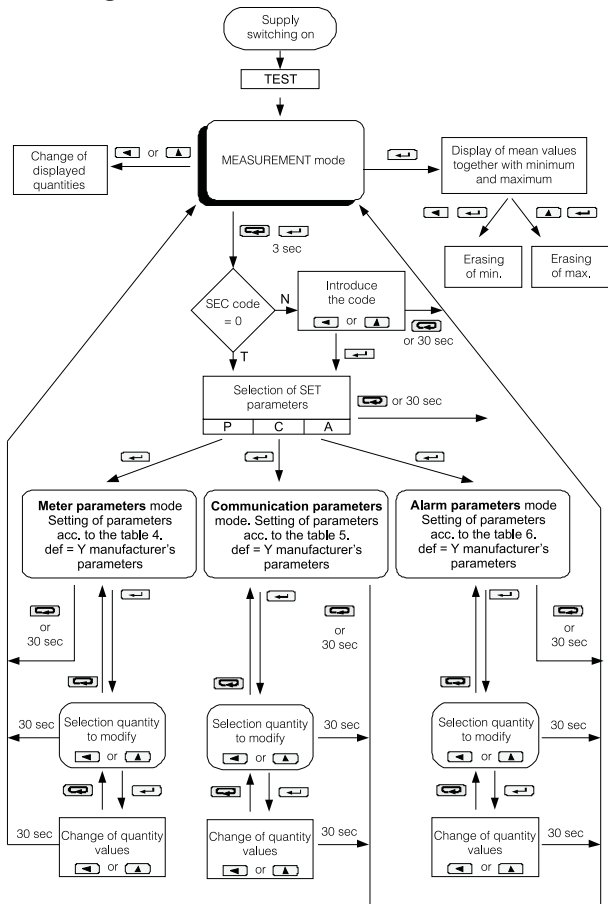 Supply
switching on
TEST
Change of
displayed
quantities
or
MEASUREMENT mode
Display of mean values
together with minimum
and maximum
3 sec
Erasing
of min.
Erasing
of max.
SEC code
= 0
N
T
Introduce
the code
or
or 30 sec
Selection of SET
parameters
P C A
or 30 sec
Meter parameters mode
Setting of parameters
acc. to the table 4.
def = Y manufacturer's
parameters
Communication parameters
mode. Setting of parameters
acc. to the table 5.
def = Y manufacturer's
parameters
Alarm parameters mode
Setting of parameters
acc. to the table 6.
def = Y manufacturer's
parameters
or
30 sec
or
30 sec
or
30 sec
30 sec
Selection quantity
to modify
or
Selection quantity
to modify
or
30 sec
Selection quantity
to modify
or
30 sec
30 sec
Change of quantity
values
or
Change of quantity
values
or
30 sec
Change of quantity
values
or
30 sec